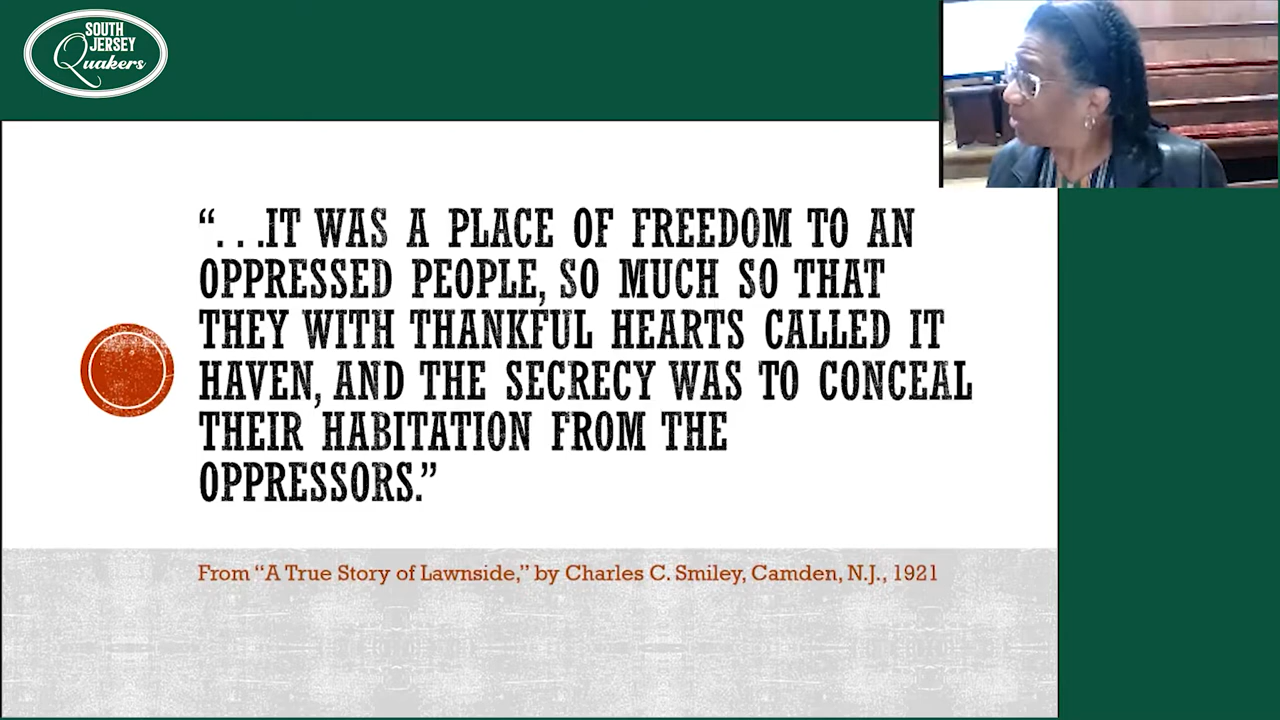 SOUTH
JERSEY
Quakers
“. . .IT WAS A PLACE OF FREEDOM TO AN
OPPRESSED PEOPLE, SO MUCH SO THAT
THEY WITH THANKFUL HEARTS CALLED IT
HAVEN, AND THE SECRECY WAS TO CONCEAL
THEIR HABITATION FROM THE
OPPRESSORS.”
From “A True Story of Lawnside,” by Charles C. Smiley, Camden, N.J., 1921